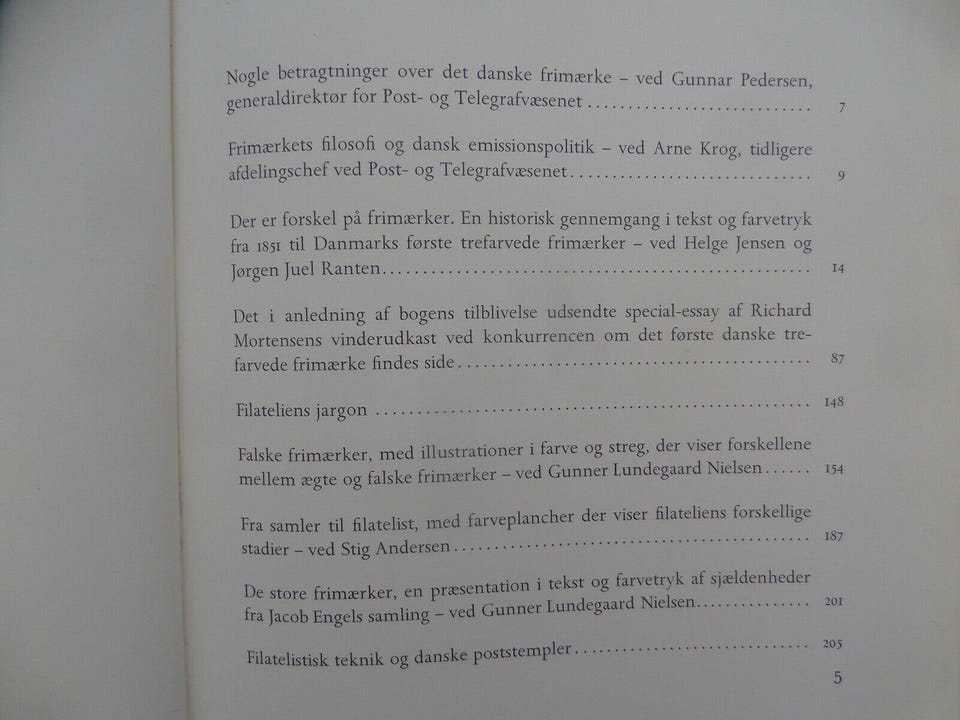 Nogle betragtninger over det danske frimærke – ved Gunnar Pedersen,
generaldirektør for Post- og Telegrafvæsenet ............................ 7
Frimærkets filosofi og dansk emissionspolitik – ved Arne Krog, tidligere
afdelingschef ved Post- og Telegrafvæsenet .............................. 9
Der er forskel på frimærker. En historisk gennemgang i tekst og farvetryk
fra 1851 til Danmarks første trefarvede frimærker – ved Helge Jensen og
Jørgen Juel Ranten ..................................................... 14
Det i anledning af bogens tilblivelse udsendte special-essay af Richard
Mortensens vinderudkast ved konkurrencen om det første danske tre-
farvede frimærke findes side ........................................... 87
Filateliens jargon ..................................................... 148
Falske frimærker, med illustrationer i farve og streg, der viser forskellene
mellem ægte og falske frimærker – ved Gunner Lundegaard Nielsen ...... 154
Fra samler til filatelist, med farveplancher der viser filateliens forskellige
stadier – ved Stig Andersen ............................................ 187
De store frimærker, en præsentation i tekst og farvetryk af sjældenheder
fra Jacob Engels samling – ved Gunner Lundegaard Nielsen .............. 201
Filatelistisk teknik og danske poststempler ............................. 205
5